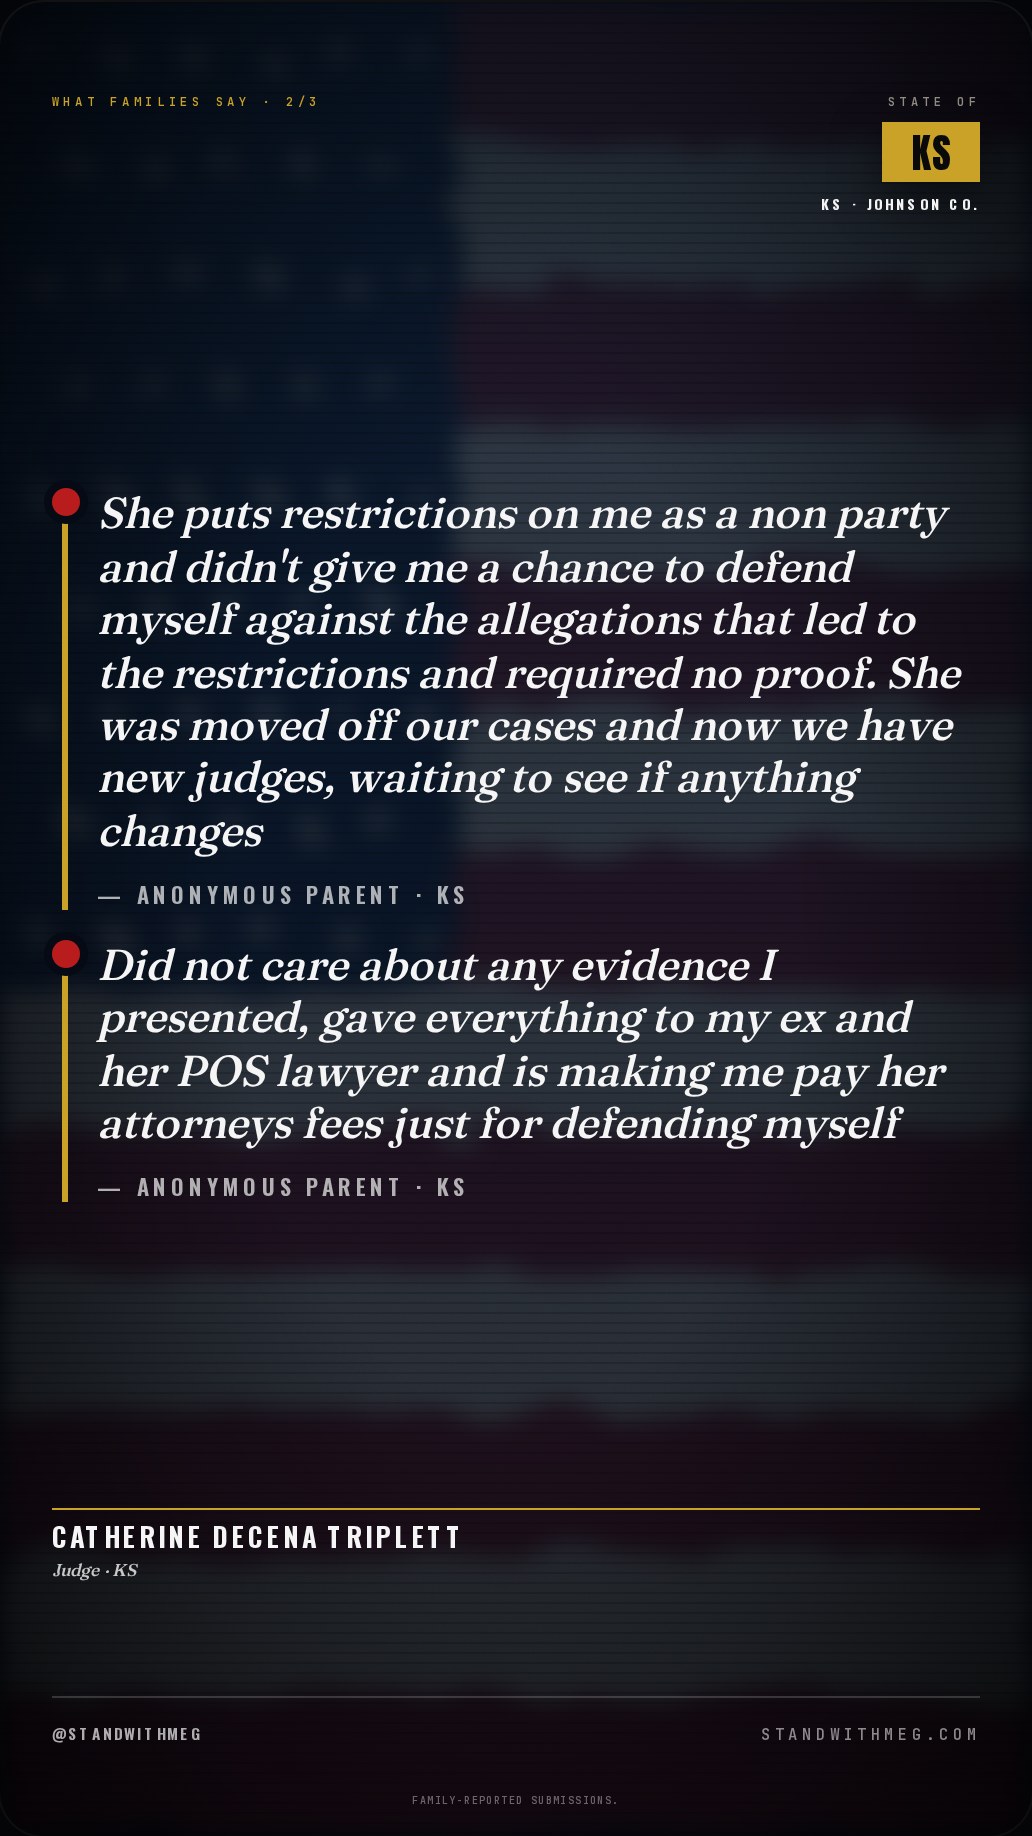 WHAT FAMILIES SAY · 2/3
STATE OF
KS
KS · JOHNSON CO.
She puts restrictions on me as a non party
and didn't give me a chance to defend
myself against the allegations that led to
the restrictions and required no proof. She
was moved off our cases and now we have
new judges, waiting to see if anything
changes
— ANONYMOUS PARENT · KS
Did not care about any evidence I
presented, gave everything to my ex and
her POS lawyer and is making me pay her
attorneys fees just for defending myself
— ANONYMOUS PARENT · KS
CATHERINE DECENA TRIPLETT
Judge · KS
@STANDWITHMEG
STANDWITHMEG.COM
FAMILY-REPORTED SUBMISSIONS.